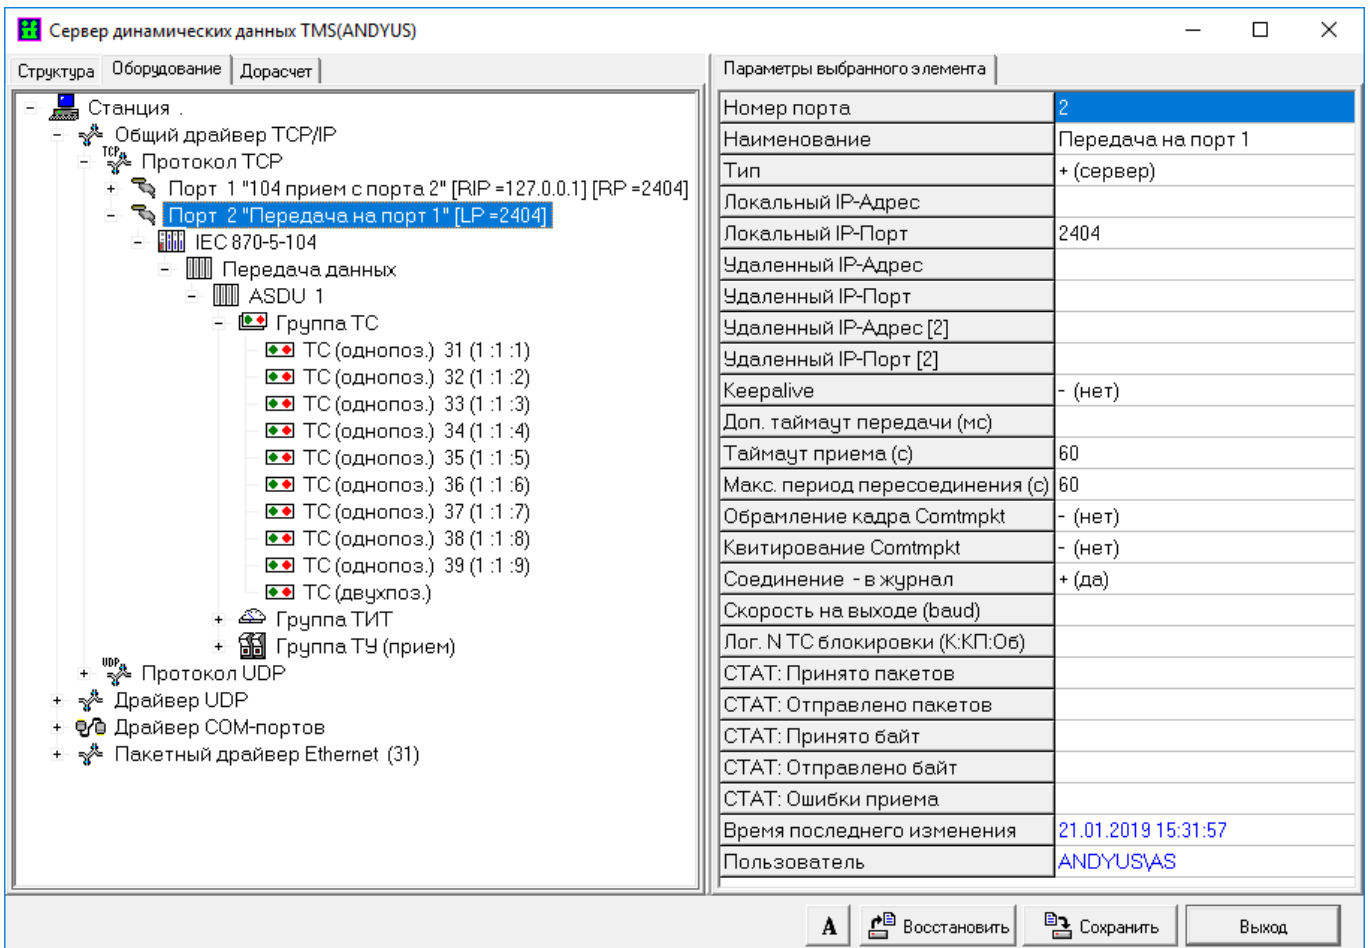 Сервер динамических данных TMS(ANDYUS)
Структура Оборудование Дорасчет
Станция .
Общий драйвер TCP/IP
TCP Протокол TCP
Порт 1 "104 прием с порта 2" [RIP =127.0.0.1] [RP =2404]
Порт 2 "Передача на порт 1" [LP =2404]
IEC 870-5-104
Передача данных
ASDU 1
Группа ТС
ТС (однопоз.) 31 (1 :1 :1)
ТС (однопоз.) 32 (1 :1 :2)
ТС (однопоз.) 33 (1 :1 :3)
ТС (однопоз.) 34 (1 :1 :4)
ТС (однопоз.) 35 (1 :1 :5)
ТС (однопоз.) 36 (1 :1 :6)
ТС (однопоз.) 37 (1 :1 :7)
ТС (однопоз.) 38 (1 :1 :8)
ТС (однопоз.) 39 (1 :1 :9)
ТС (двухпоз.)
Группа ТИТ
Группа ТУ (прием)
UDP Протокол UDP
Драйвер UDP
Драйвер COM-портов
Пакетный драйвер Ethernet (31)
Параметры выбранного элемента
Номер порта 2
Наименование Передача на порт 1
Тип + (сервер)
Локальный IP-Адрес
Локальный IP-Порт 2404
Удаленный IP-Адрес
Удаленный IP-Порт
Удаленный IP-Адрес [2]
Удаленный IP-Порт [2]
Keepalive - (нет)
Доп. таймаут передачи (мс)
Таймаут приема (с) 60
Макс. период пересоединения (с) 60
Обрамление кадра Comtmpkt - (нет)
Квитирование Comtmpkt - (нет)
Соединение - в журнал + (да)
Скорость на выходе (baud)
Лог. N ТС блокировки (К:КП:Об)
СТАТ: Принято пакетов
СТАТ: Отправлено пакетов
СТАТ: Принято байт
СТАТ: Отправлено байт
СТАТ: Ошибки приема
Время последнего изменения 21.01.2019 15:31:57
Пользователь ANDYUS\AS
A Восстановить Сохранить Выход